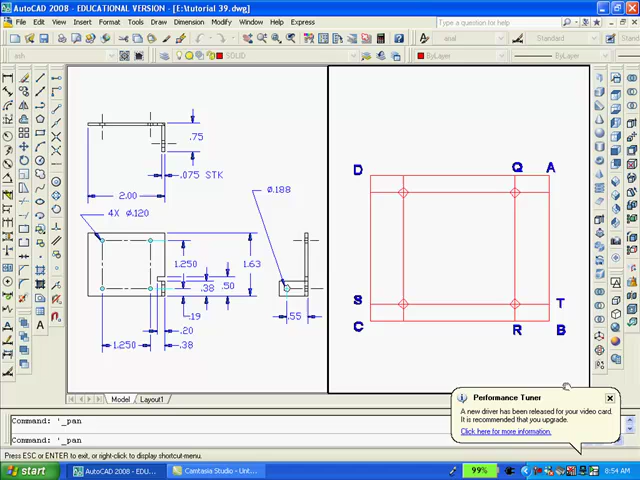 AutoCAD 2008 - EDUCATIONAL VERSION - [E:\tutorial 39.dwg]
File Edit View Insert Format Tools Draw Dimension Modify Window Help Express
Type a question for help
SOLID
ByLayer
ByLayer
Standard
.75
.075 STK
2.00
4X Ø.120
Ø.188
1.250
1.63
.38
.50
.19
.20
.38
1.250
.55
D
Q
A
S
T
C
R
B
Model
Layout1
Performance Tuner
A new driver has been released for your video card.
It is recommended that you upgrade.
Click here for more information.
Command: '_pan
Command: '_pan
Press ESC or ENTER to exit, or right-click to display shortcut-menu.
start
AutoCAD 2008 - EDU...
Camtasia Studio - Unt...
99%
8:54 AM